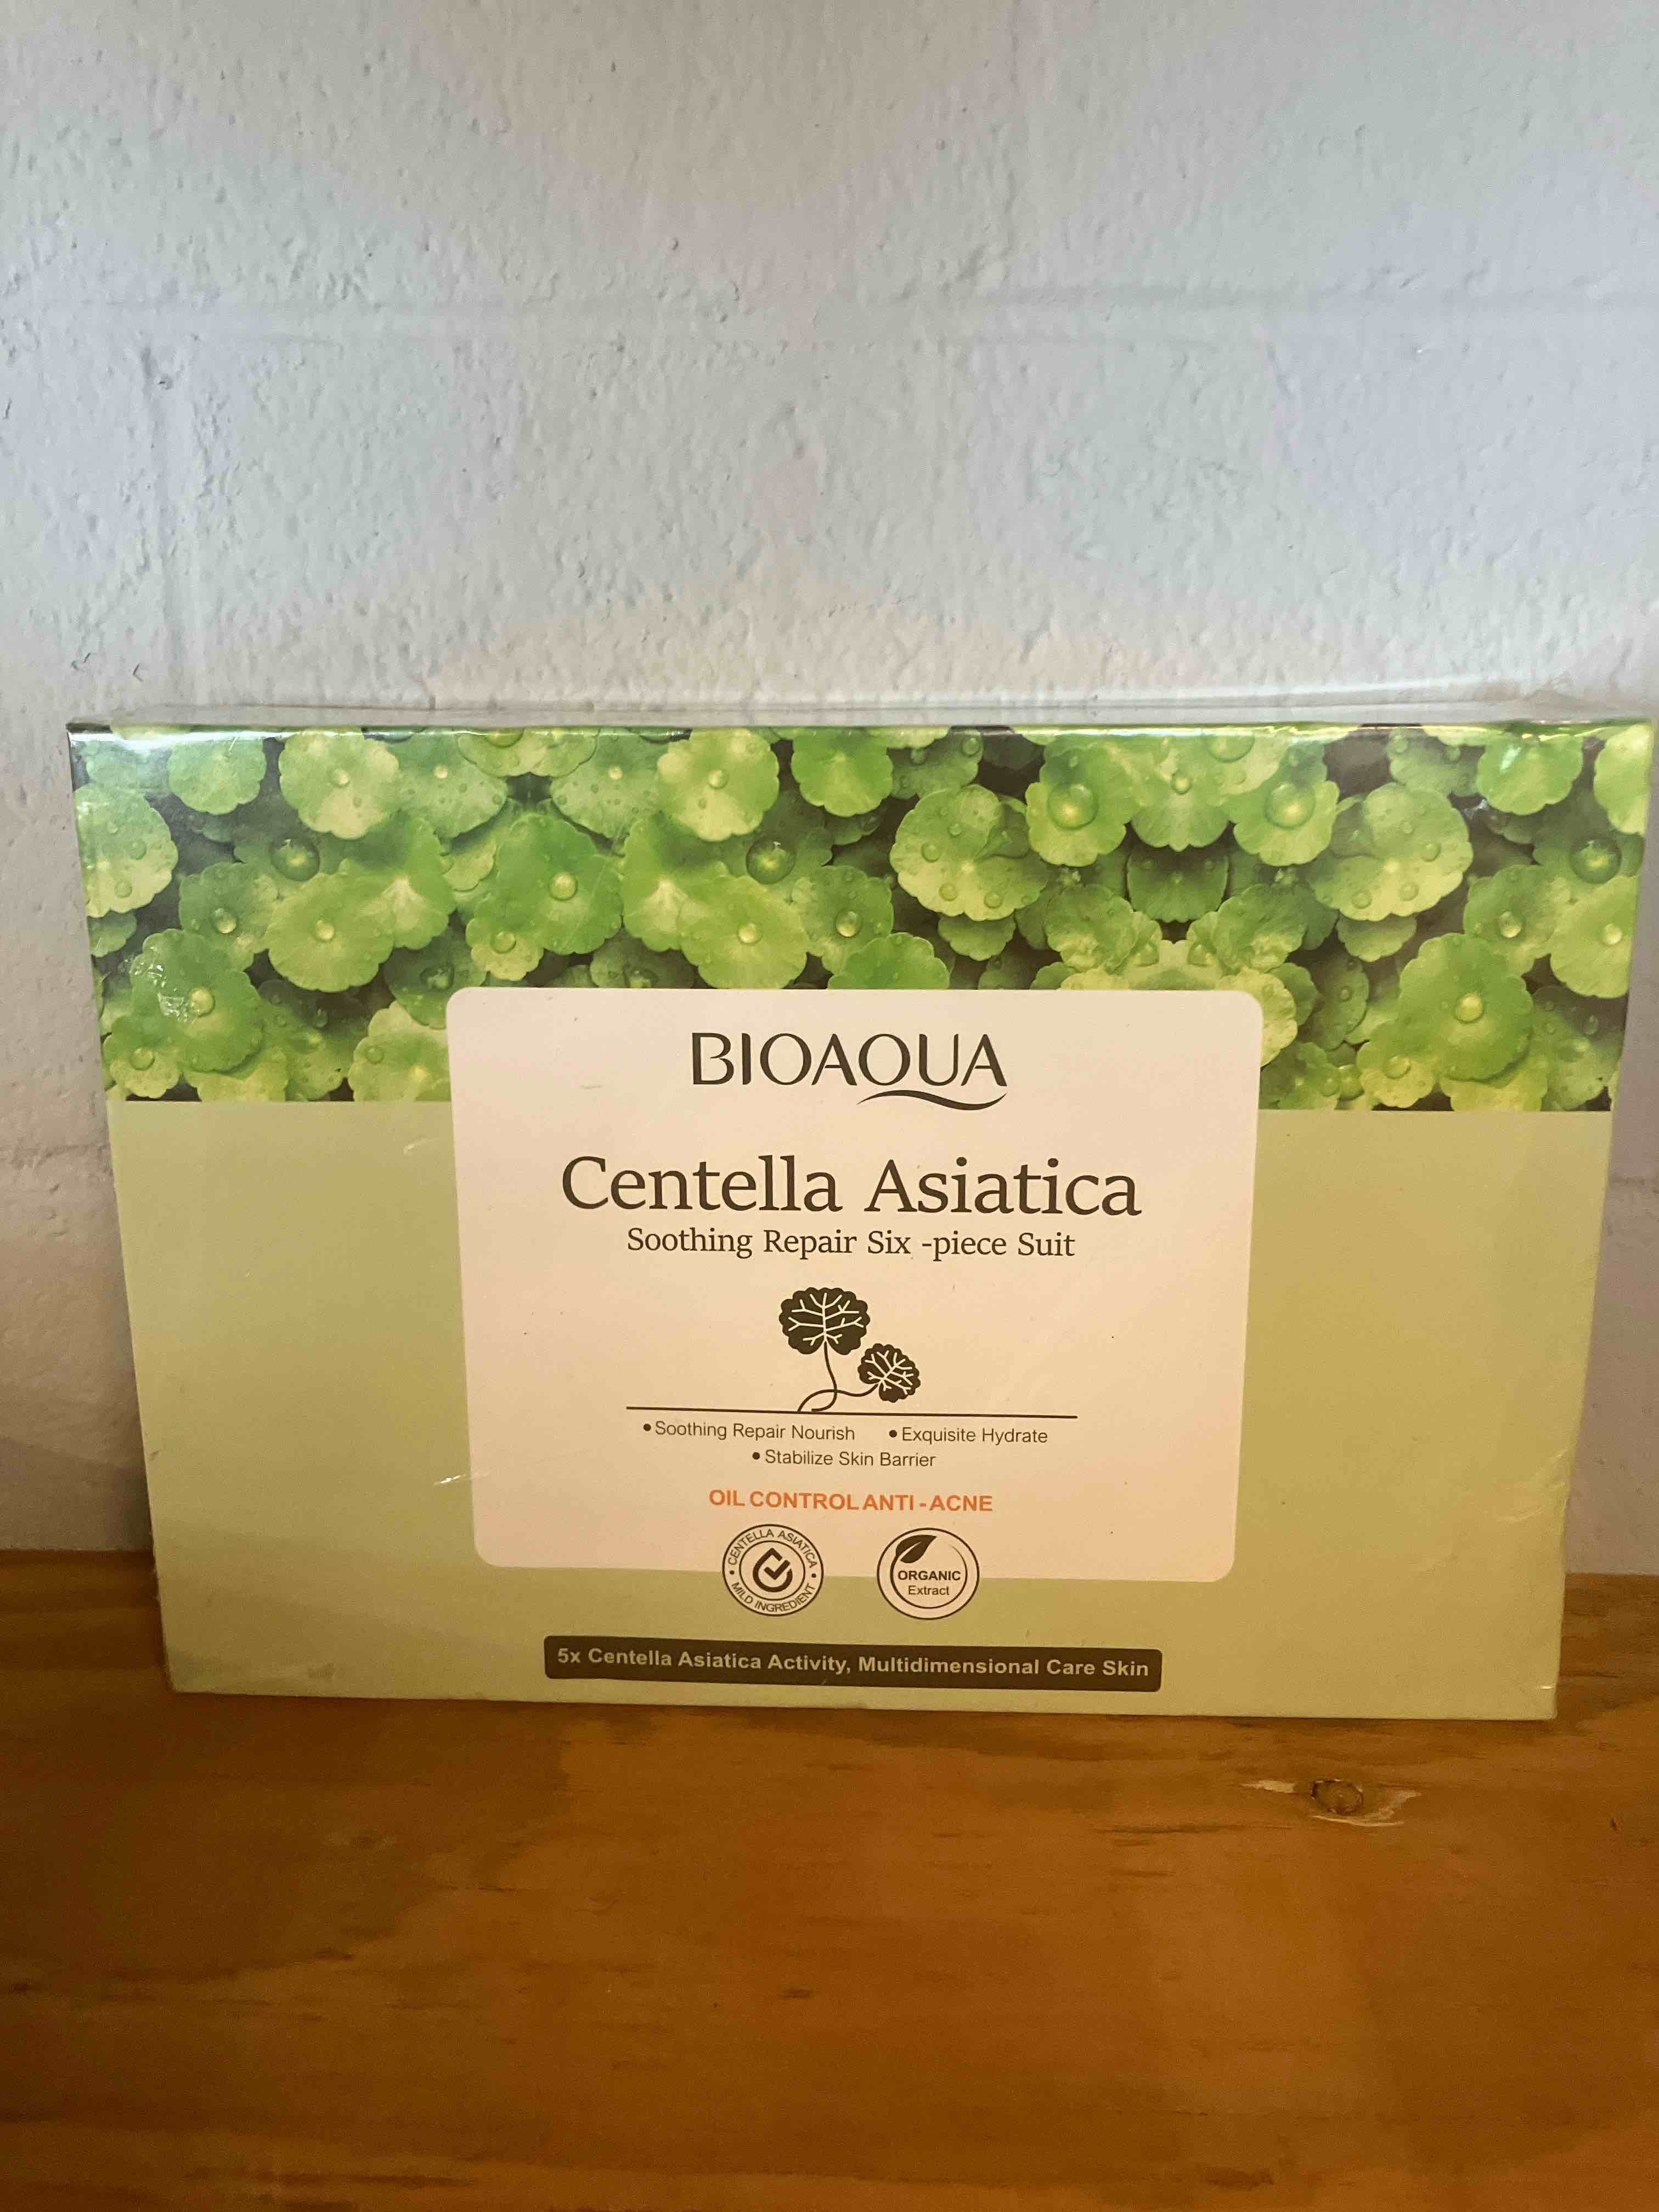 BIOAQUA
Centella Asiatica
Soothing Repair Six -piece Suit
• Soothing Repair Nourish • Exquisite Hydrate
• Stabilize Skin Barrier
OIL CONTROL ANTI - ACNE
CENTELLA ASIATICA • MILD INGREDIENT •
ORGANIC
Extract
5x Centella Asiatica Activity, Multidimensional Care Skin